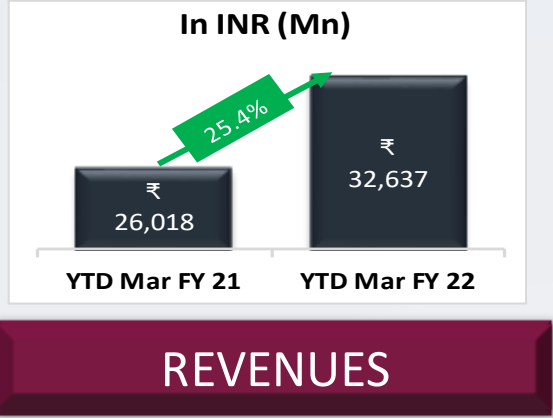 In INR (Mn)
25.4%
₹
26,018
₹
32,637
YTD Mar FY 21
YTD Mar FY 22
REVENUES